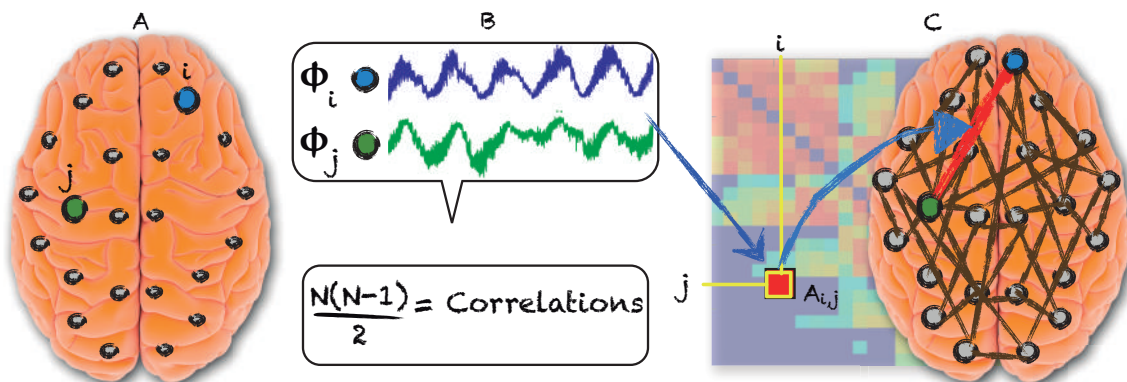 A
B
C
i
j
Φi
Φj
N(N-1)
2
= Correlations
i
j
Ai,j